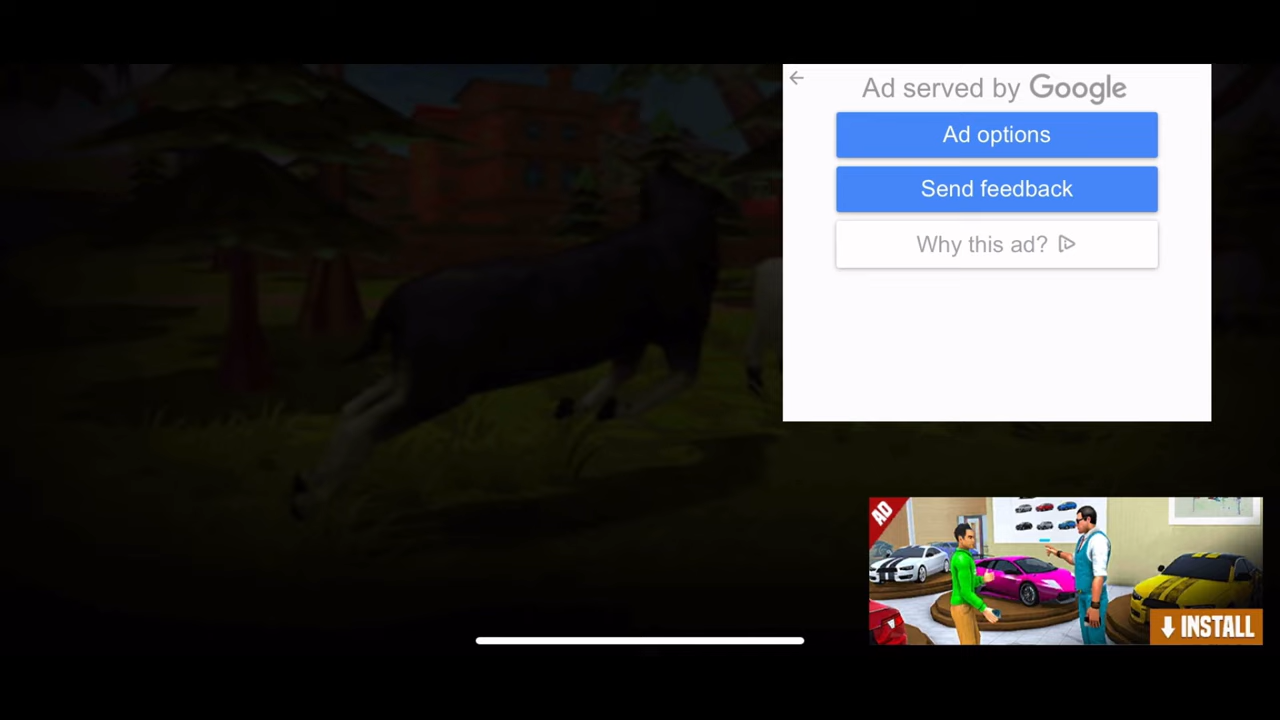 Ad served by Google
Ad options
Send feedback
Why this ad?
AD
INSTALL